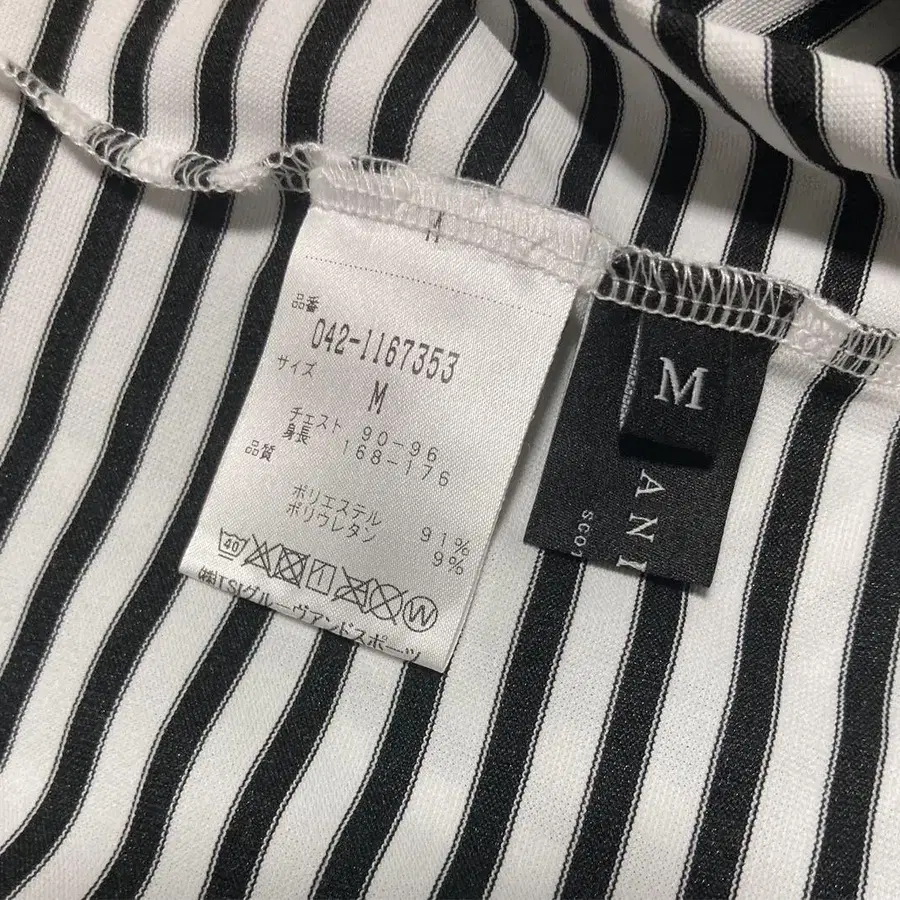 品番
042-1167353
サイズ
M
チェスト 90-96
身長 168-176
品質
ポリエステル 91%
ポリウレタン 9%
40
W
㈱TSIグルーヴアンドスポーツ
M
ANI
SCO